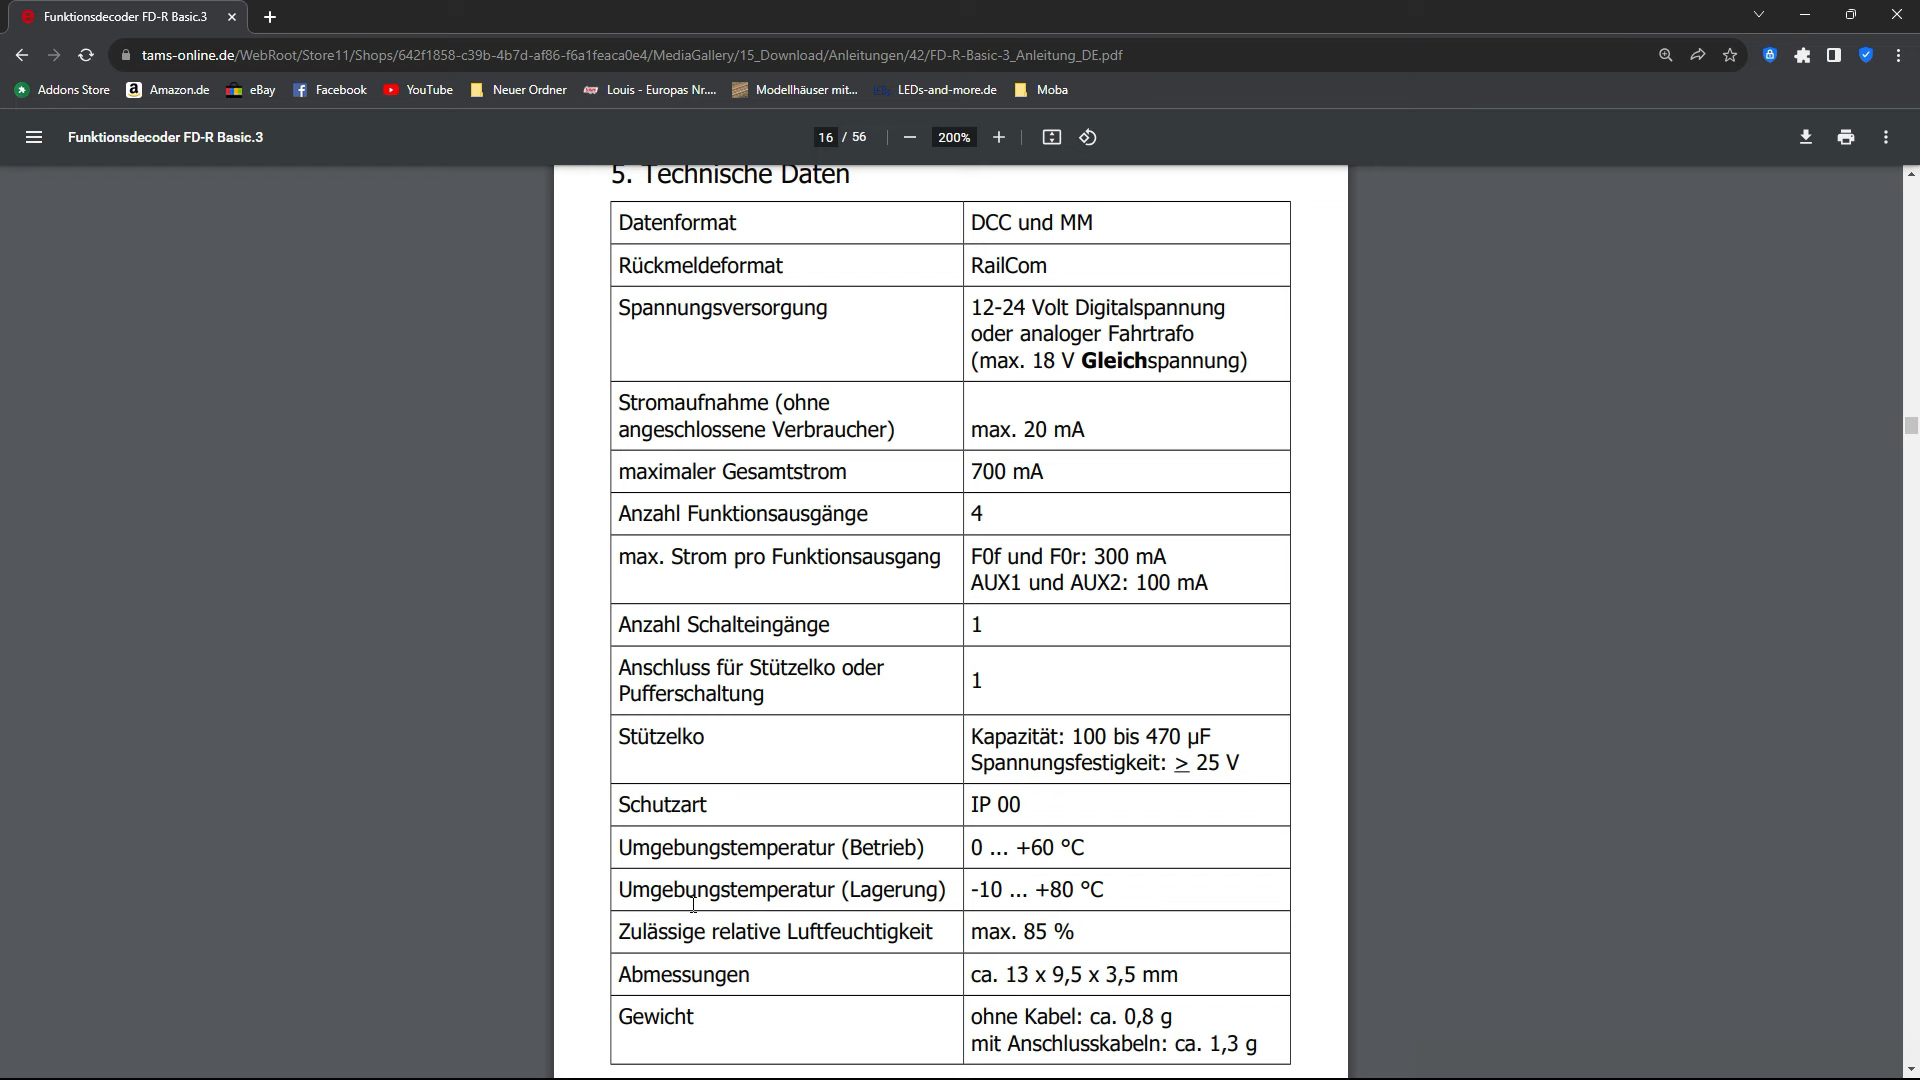 Funktionsdecoder FD-R Basic.3
tams-online.de/WebRoot/Store11/Shops/642f1858-c39b-4b7d-af86-f6a1feaca0e4/MediaGallery/15_Download/Anleitungen/42/FD-R-Basic-3_Anleitung_DE.pdf
Addons Store Amazon.de eBay Facebook YouTube Neuer Ordner Louis - Europas Nr.... Modellhäuser mit... LEDs-and-more.de Moba
Funktionsdecoder FD-R Basic.3 16 / 56 200%
5. Technische Daten
Datenformat DCC und MM
Rückmeldeformat RailCom
Spannungsversorgung 12-24 Volt Digitalspannung
oder analoger Fahrtrafo
(max. 18 V Gleichspannung)
Stromaufnahme (ohne
angeschlossene Verbraucher) max. 20 mA
maximaler Gesamtstrom 700 mA
Anzahl Funktionsausgänge 4
max. Strom pro Funktionsausgang F0f und F0r: 300 mA
AUX1 und AUX2: 100 mA
Anzahl Schalteingänge 1
Anschluss für Stützelko oder
Pufferschaltung 1
Stützelko Kapazität: 100 bis 470 µF
Spannungsfestigkeit: ≥ 25 V
Schutzart IP 00
Umgebungstemperatur (Betrieb) 0 ... +60 °C
Umgebungstemperatur (Lagerung) -10 ... +80 °C
Zulässige relative Luftfeuchtigkeit max. 85 %
Abmessungen ca. 13 x 9,5 x 3,5 mm
Gewicht ohne Kabel: ca. 0,8 g
mit Anschlusskabeln: ca. 1,3 g